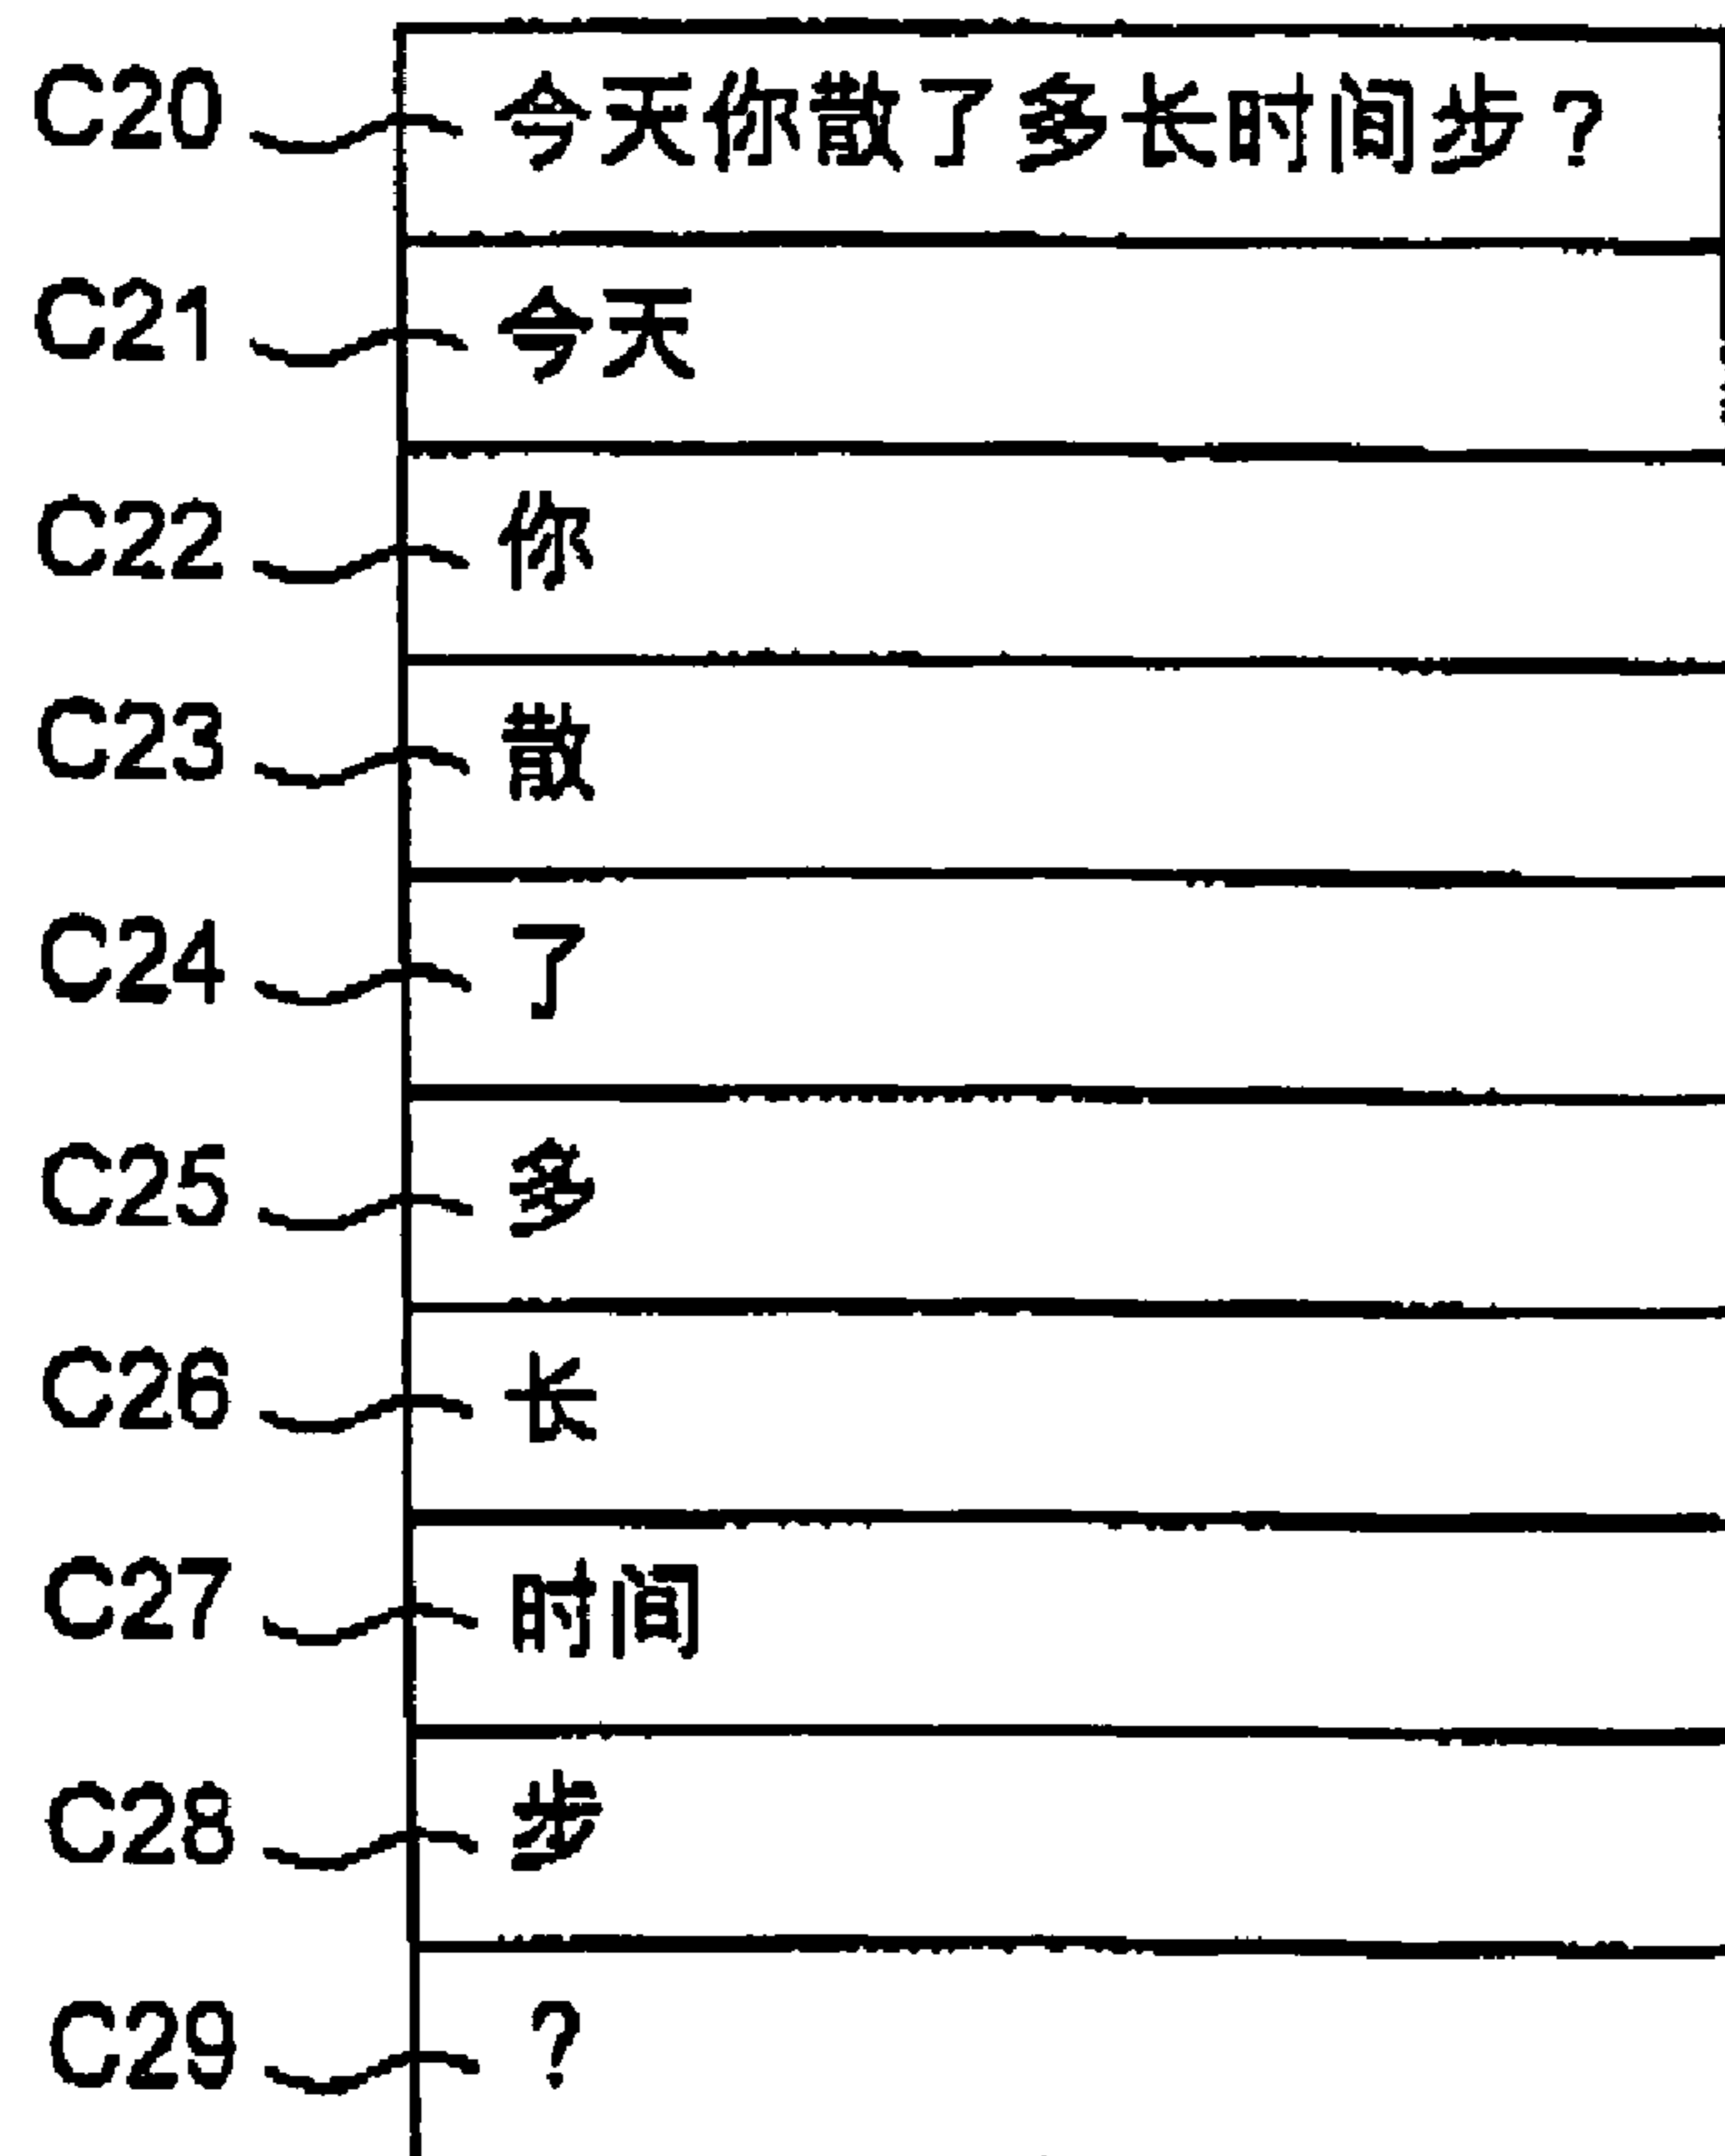 C20 今天你散了多长时间步？
C21 今天
C22 你
C23 散
C24 了
C25 多
C26 长
C27 时间
C28 步
C29 ？